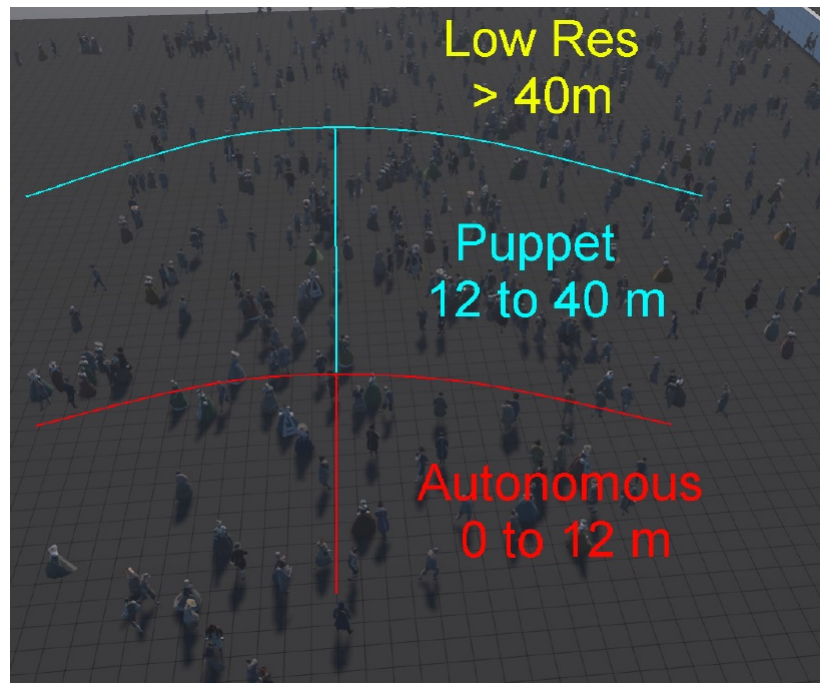 Low Res
> 40m
Puppet
12 to 40 m
Autonomous
0 to 12 m